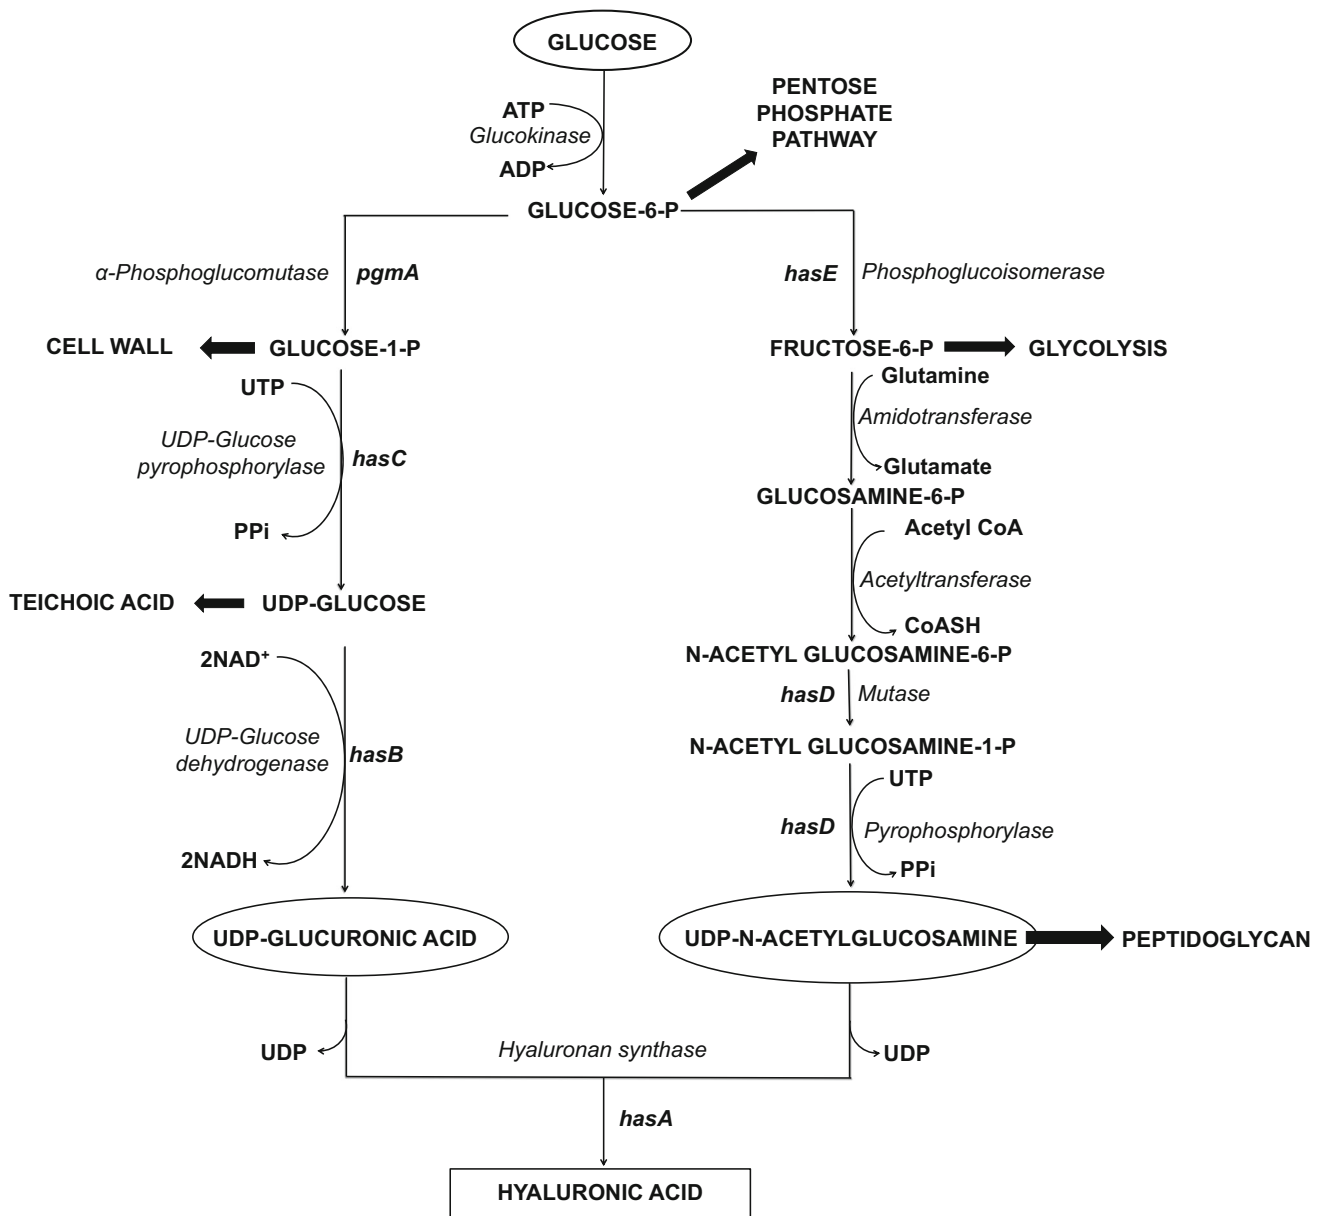 GLUCOSE
PENTOSE
PHOSPHATE
PATHWAY
ATP
Glucokinase
ADP
GLUCOSE-6-P
α-Phosphoglucomutase
pgmA
hasE
Phosphoglucoisomerase
CELL WALL
GLUCOSE-1-P
FRUCTOSE-6-P
GLYCOLYSIS
UTP
Glutamine
Amidotransferase
UDP-Glucose
pyrophosphorylase
hasC
Glutamate
GLUCOSAMINE-6-P
PPi
Acetyl CoA
Acetyltransferase
TEICHOIC ACID
UDP-GLUCOSE
CoASH
2NAD⁺
N-ACETYL GLUCOSAMINE-6-P
hasD
Mutase
UDP-Glucose
dehydrogenase
hasB
N-ACETYL GLUCOSAMINE-1-P
UTP
hasD
Pyrophosphorylase
2NADH
PPi
UDP-GLUCURONIC ACID
UDP-N-ACETYLGLUCOSAMINE
PEPTIDOGLYCAN
UDP
Hyaluronan synthase
UDP
hasA
HYALURONIC ACID